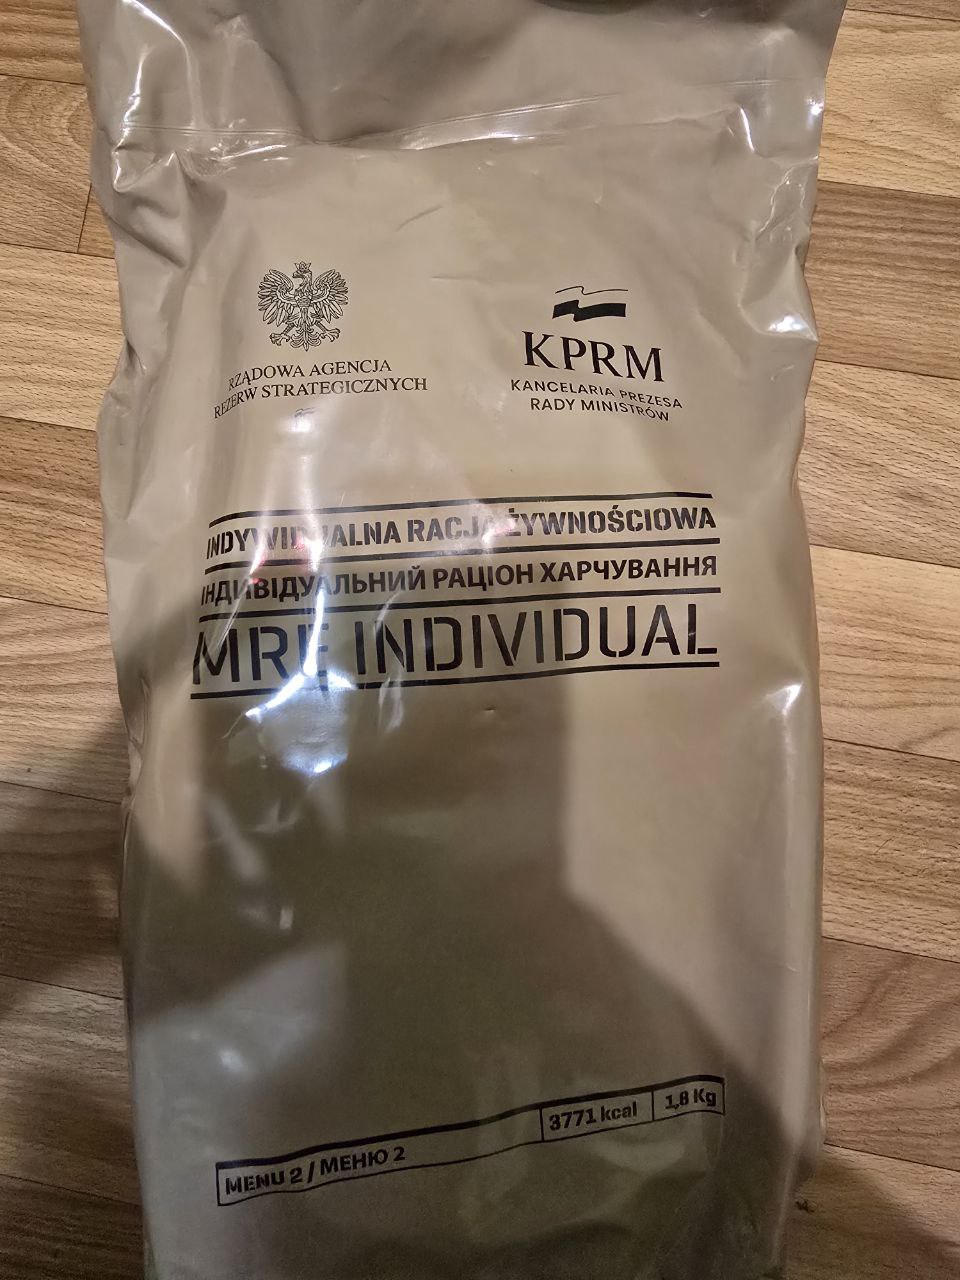 RZĄDOWA AGENCJA
REZERW STRATEGICZNYCH
KPRM
KANCELARIA PREZESA
RADY MINISTRÓW
INDYWIDUALNA RACJA ŻYWNOŚCIOWA
ІНДИВІДУАЛЬНИЙ РАЦІОН ХАРЧУВАННЯ
MRE INDIVIDUAL
MENU 2 / МЕНЮ 2
3771 kcal
1,8 Kg